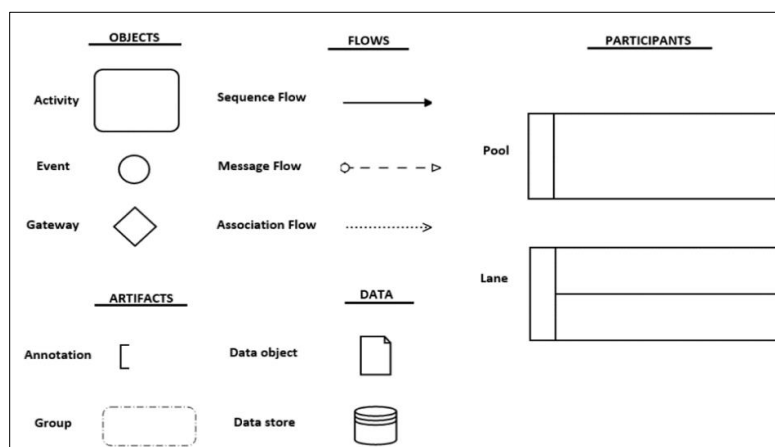 OBJECTS
Activity
Event
Gateway
FLOWS
Sequence Flow
Message Flow
Association Flow
PARTICIPANTS
Pool
Lane
ARTIFACTS
Annotation
Group
DATA
Data object
Data store